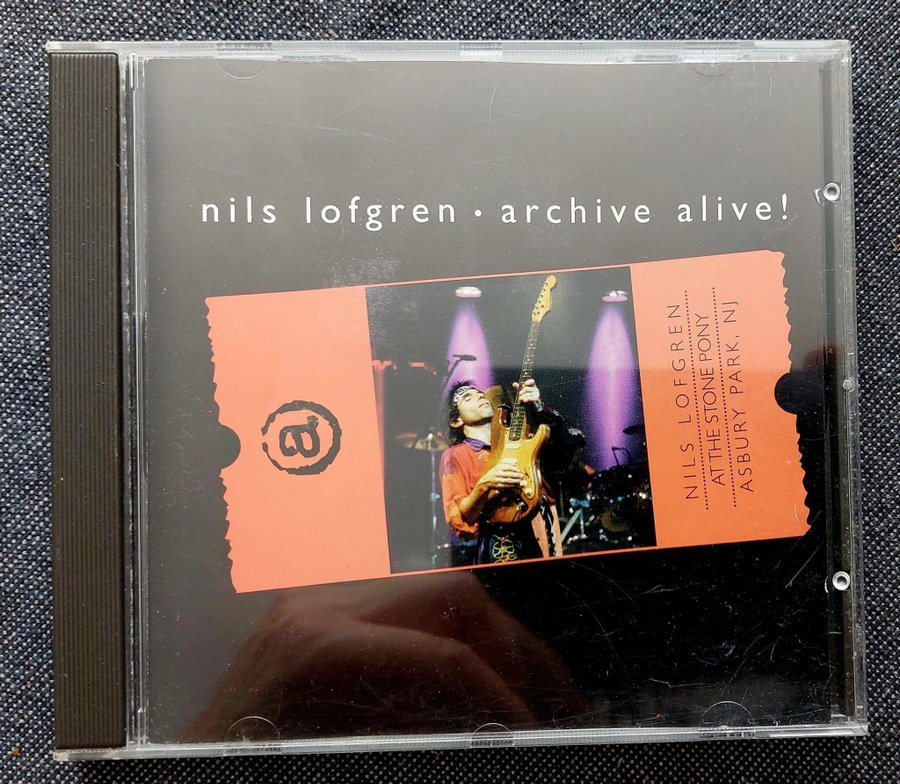 nils lofgren • archive alive!
a
NILS LOFGREN
AT THE STONE PONY
ASBURY PARK, NJ